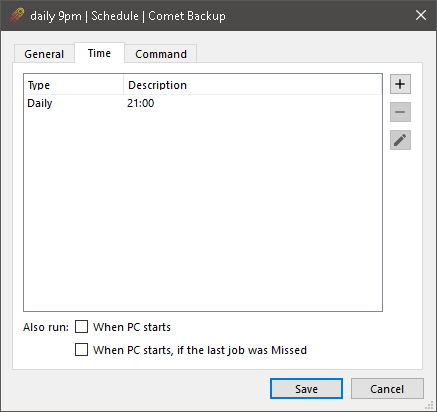 daily 9pm | Schedule | Comet Backup
General Time Command
Type Description
Daily 21:00
Also run: When PC starts
When PC starts, if the last job was Missed
Save Cancel